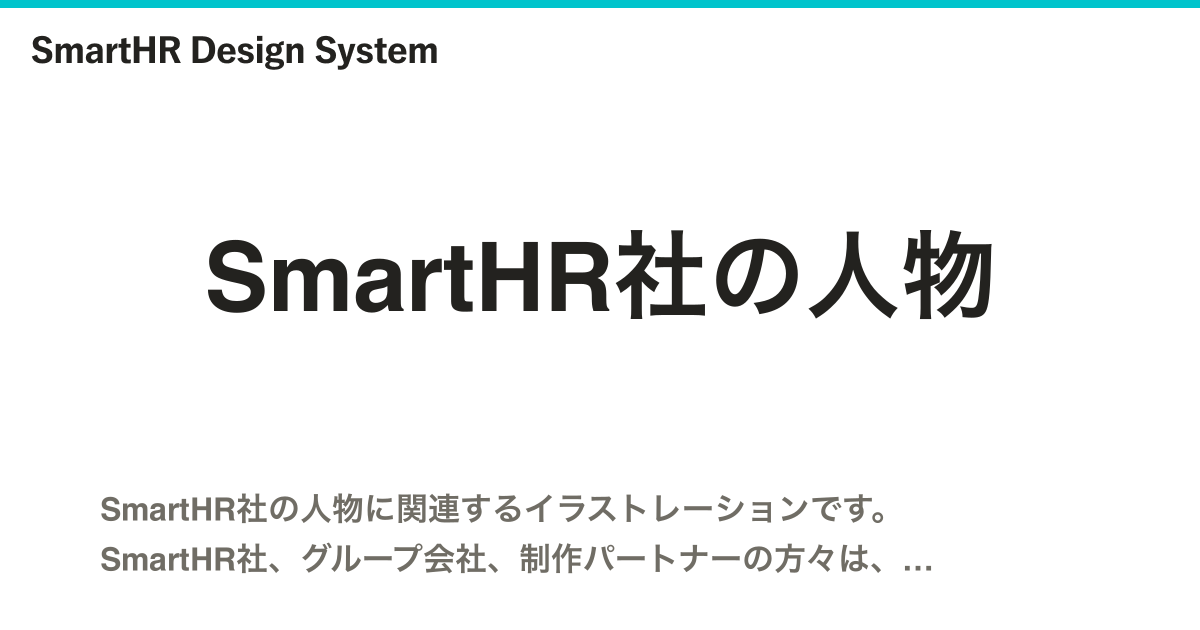 SmartHR Design System
SmartHR社の人物
SmartHR社の人物に関連するイラストレーションです。
SmartHR社、グループ会社、制作パートナーの方々は、…